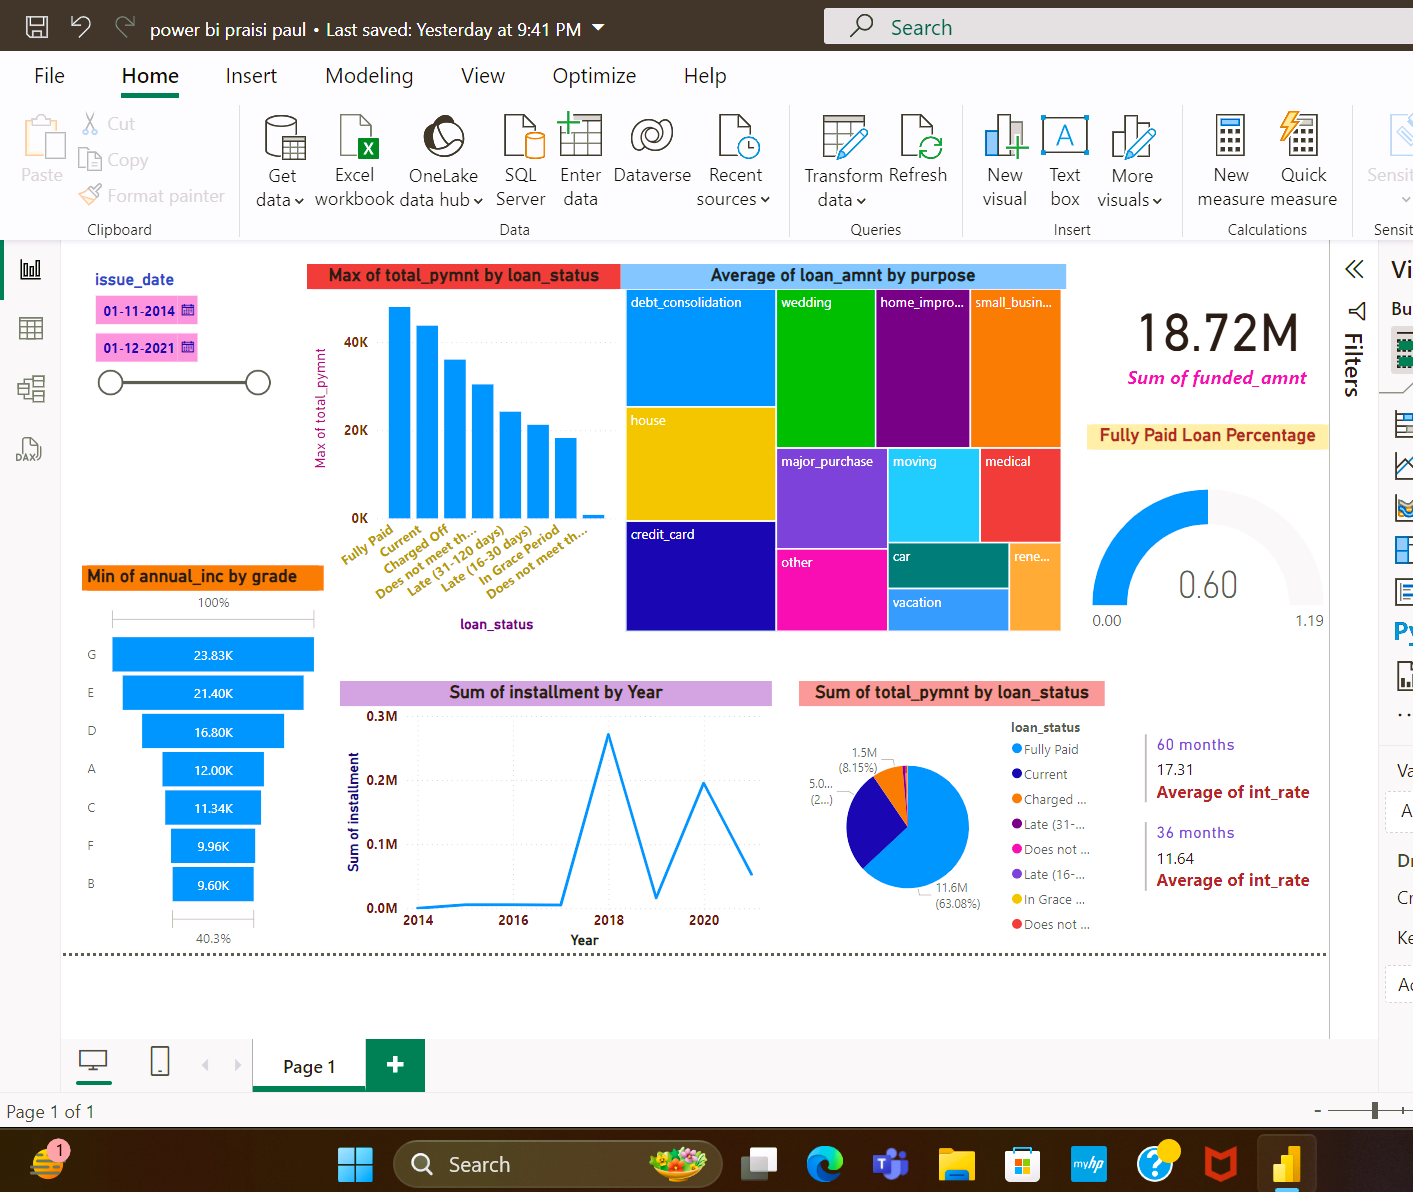 power bi praisi paul • Last saved: Yesterday at 9:41 PM
Search
File Home Insert Modeling View Optimize Help
Paste
Cut
Copy
Format painter
Clipboard
Get data
Excel workbook
OneLake data hub
SQL Server
Enter data
Dataverse
Recent sources
Data
Transform data
Refresh
Queries
New visual
Text box
More visuals
Insert
New measure
Quick measure
Calculations
Sensit
Sensit
DAX
issue_date
01-11-2014
01-12-2021
Max of total_pymnt by loan_status
Max of total_pymnt
40K
20K
0K
Fully Paid
Current
Charged Off
Does not meet th...
Late (31-120 days)
Late (16-30 days)
In Grace Period
Does not meet th...
loan_status
Average of loan_amnt by purpose
debt_consolidation
wedding
home_impro...
small_busin...
house
major_purchase
moving
medical
credit_card
other
car
rene...
vacation
18.72M
Sum of funded_amnt
Fully Paid Loan Percentage
0.60
0.00
1.19
Min of annual_inc by grade
100%
G 23.83K
E 21.40K
D 16.80K
A 12.00K
C 11.34K
F 9.96K
B 9.60K
40.3%
Sum of installment by Year
Sum of installment
0.3M
0.2M
0.1M
0.0M
2014 2016 2018 2020
Year
Sum of total_pymnt by loan_status
1.5M
(8.15%)
5.0...
(2...)
11.6M
(63.08%)
loan_status
Fully Paid
Current
Charged ...
Late (31-...
Does not ...
Late (16-...
In Grace ...
Does not ...
60 months
17.31
Average of int_rate
36 months
11.64
Average of int_rate
Filters
Vi
Bu
Py
Va
A
Dr
Cr
Ke
Ad
Page 1
+
Page 1 of 1
-
1
Search
myhp